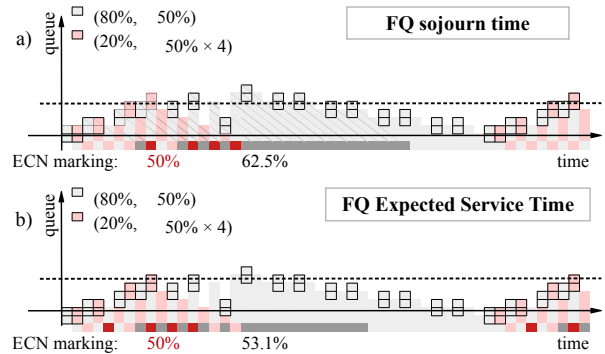 queue
a)
(80%, 50%)
(20%, 50% × 4)
FQ sojourn time
ECN marking: 50% 62.5% time
queue
b)
(80%, 50%)
(20%, 50% × 4)
FQ Expected Service Time
ECN marking: 50% 53.1% time